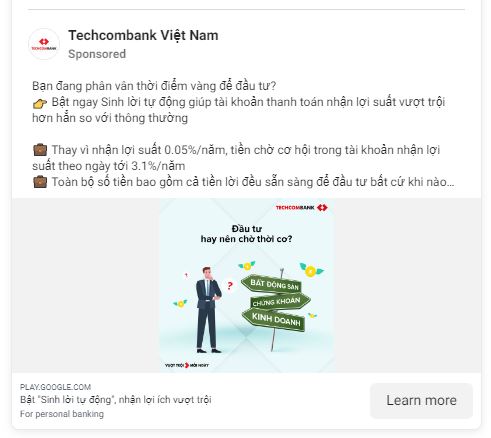 Techcombank Việt Nam
Sponsored
TECHCOMBANK
Bạn đang phân vân thời điểm vàng để đầu tư?
👉 Bật ngay Sinh lời tự động giúp tài khoản thanh toán nhận lợi suất vượt trội
hơn hẳn so với thông thường
💼 Thay vì nhận lợi suất 0.05%/năm, tiền chờ cơ hội trong tài khoản nhận lợi
suất theo ngày tới 3.1%/năm
💼 Toàn bộ số tiền bao gồm cả tiền lời đều sẵn sàng để đầu tư bất cứ khi nào...
TECHCOMBANK
Đầu tư
hay nên chờ thời cơ?
?
?
BẤT ĐỘNG SẢN
CHỨNG KHOÁN
KINH DOANH
VƯỢT TRỘI MỖI NGÀY
PLAY.GOOGLE.COM
Bật "Sinh lời tự động", nhận lợi ích vượt trội
For personal banking
Learn more